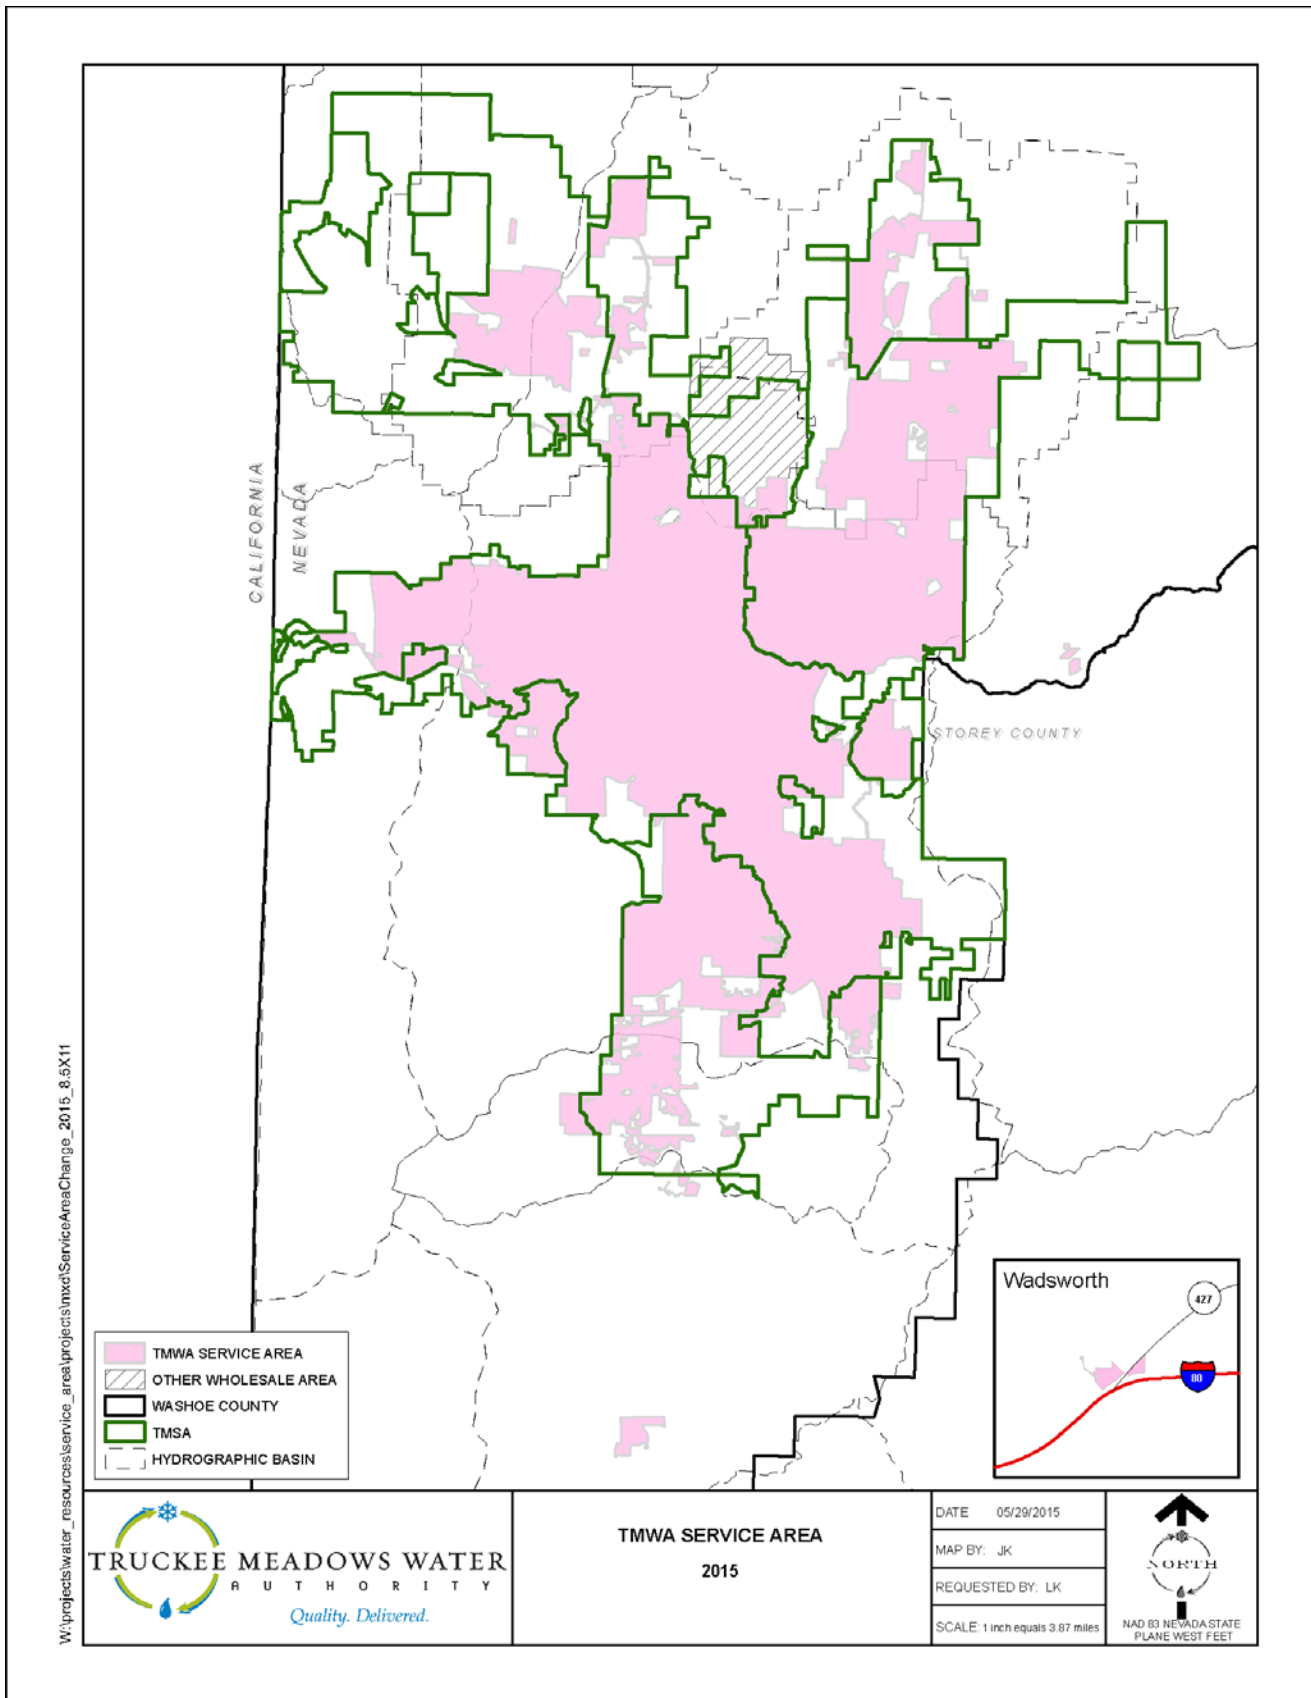 CALIFORNIA
NEVADA
STOREY COUNTY
W:\projects\water_resources\service_area\projects\mxd\ServiceAreaChange_2015_8.5X11
Wadsworth
427
80
TMWA SERVICE AREA
OTHER WHOLESALE AREA
WASHOE COUNTY
TMSA
HYDROGRAPHIC BASIN
TRUCKEE MEADOWS WATER
AUTHORITY
Quality. Delivered.
TMWA SERVICE AREA
2015
DATE 05/29/2015
MAP BY: JK
REQUESTED BY: LK
SCALE: 1 inch equals 3.87 miles
NORTH
NAD 83 NEVADA STATE
PLANE WEST FEET